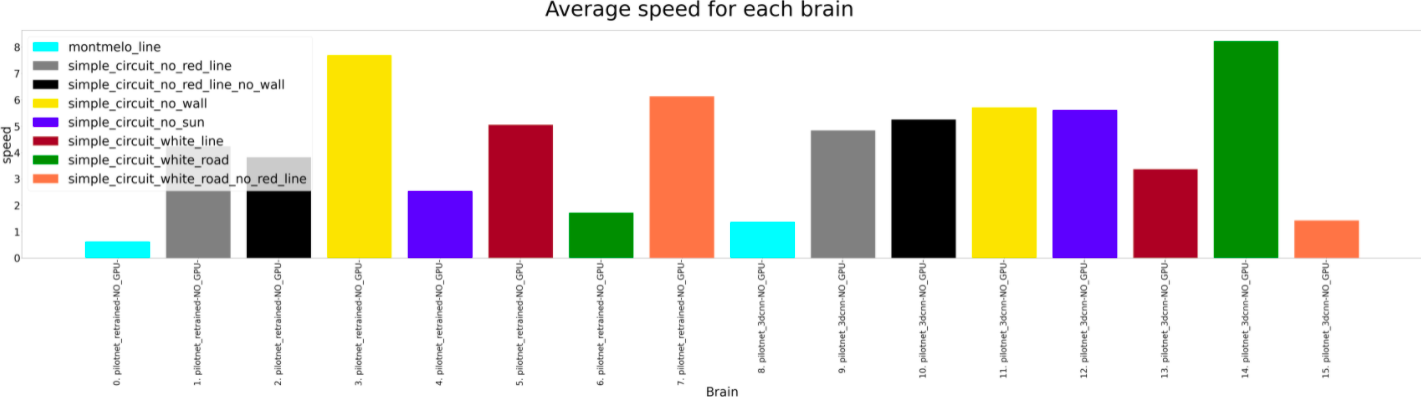 Average speed for each brain
speed
8
7
6
5
4
3
2
1
0
montmelo_line
simple_circuit_no_red_line
simple_circuit_no_red_line_no_wall
simple_circuit_no_wall
simple_circuit_no_sun
simple_circuit_white_line
simple_circuit_white_road
simple_circuit_white_road_no_red_line
0. pilotnet_retrained-NO_GPU-
1. pilotnet_retrained-NO_GPU-
2. pilotnet_retrained-NO_GPU-
3. pilotnet_retrained-NO_GPU-
4. pilotnet_retrained-NO_GPU-
5. pilotnet_retrained-NO_GPU-
6. pilotnet_retrained-NO_GPU-
7. pilotnet_retrained-NO_GPU-
8. pilotnet_3dcnn-NO_GPU-
9. pilotnet_3dcnn-NO_GPU-
10. pilotnet_3dcnn-NO_GPU-
11. pilotnet_3dcnn-NO_GPU-
12. pilotnet_3dcnn-NO_GPU-
13. pilotnet_3dcnn-NO_GPU-
14. pilotnet_3dcnn-NO_GPU-
15. pilotnet_3dcnn-NO_GPU-
Brain